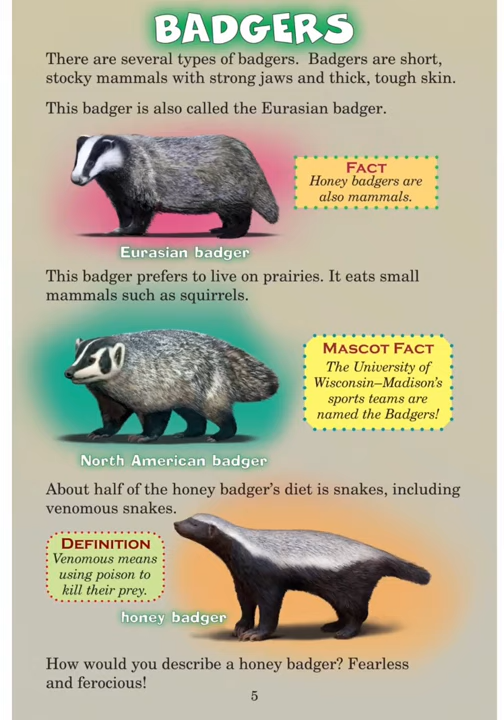 BADGERS
There are several types of badgers. Badgers are short,
stocky mammals with strong jaws and thick, tough skin.
This badger is also called the Eurasian badger.
FACT
Honey badgers are
also mammals.
Eurasian badger
This badger prefers to live on prairies. It eats small
mammals such as squirrels.
MASCOT FACT
The University of
Wisconsin–Madison's
sports teams are
named the Badgers!
North American badger
About half of the honey badger's diet is snakes, including
venomous snakes.
DEFINITION
Venomous means
using poison to
kill their prey.
honey badger
How would you describe a honey badger? Fearless
and ferocious!
5